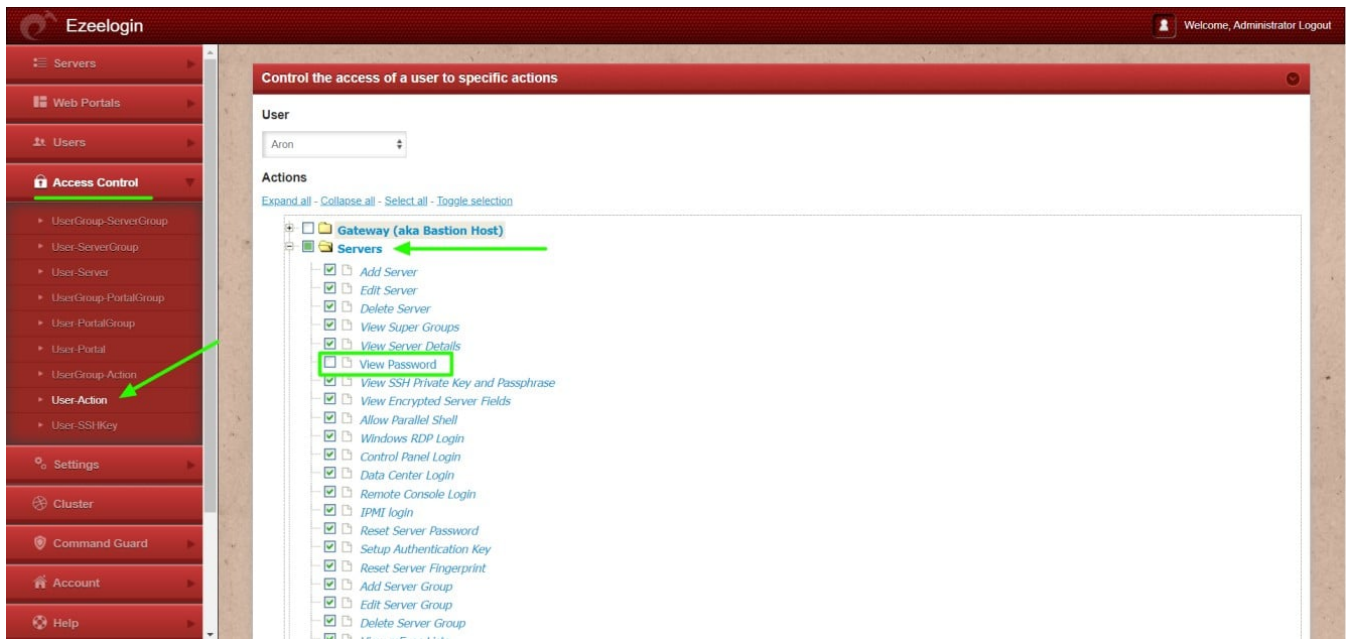 Ezeelogin
Welcome, Administrator Logout
Servers
Web Portals
Users
Access Control
UserGroup-ServerGroup
User-ServerGroup
User-Server
UserGroup-PortalGroup
User-PortalGroup
User-Portal
UserGroup-Action
User-Action
User-SSHKey
Settings
Cluster
Command Guard
Account
Help
Control the access of a user to specific actions
User
Aron
Actions
Expand all - Collapse all - Select all - Toggle selection
Gateway (aka Bastion Host)
Servers
Add Server
Edit Server
Delete Server
View Super Groups
View Server Details
View Password
View SSH Private Key and Passphrase
View Encrypted Server Fields
Allow Parallel Shell
Windows RDP Login
Control Panel Login
Data Center Login
Remote Console Login
IPMI login
Reset Server Password
Setup Authentication Key
Reset Server Fingerprint
Add Server Group
Edit Server Group
Delete Server Group